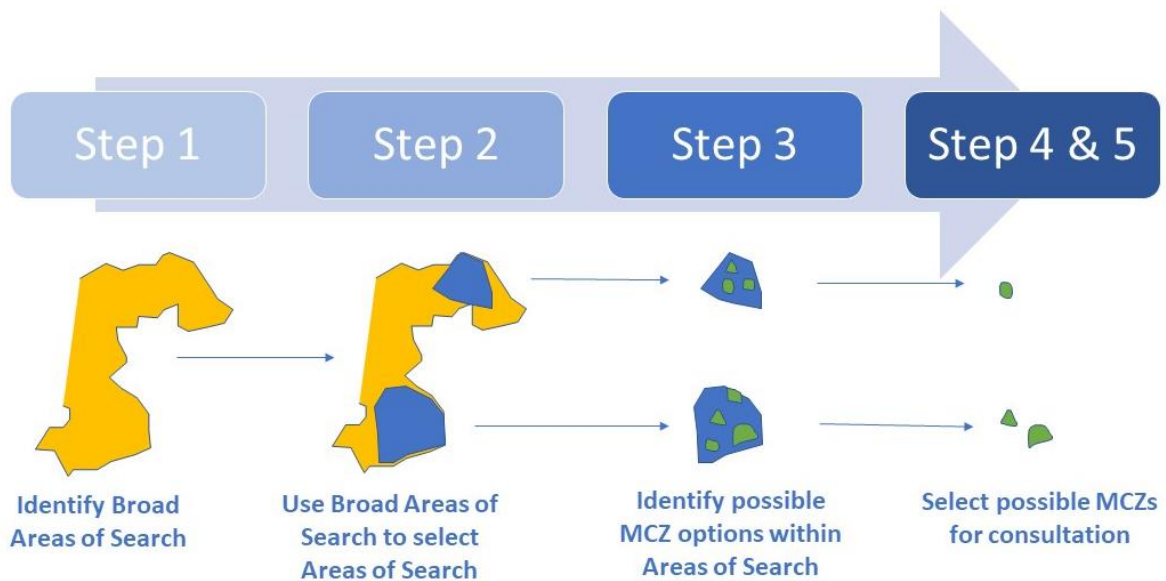 Step 1
Step 2
Step 3
Step 4 & 5
Identify Broad
Areas of Search
Use Broad Areas of
Search to select
Areas of Search
Identify possible
MCZ options within
Areas of Search
Select possible MCZs
for consultation